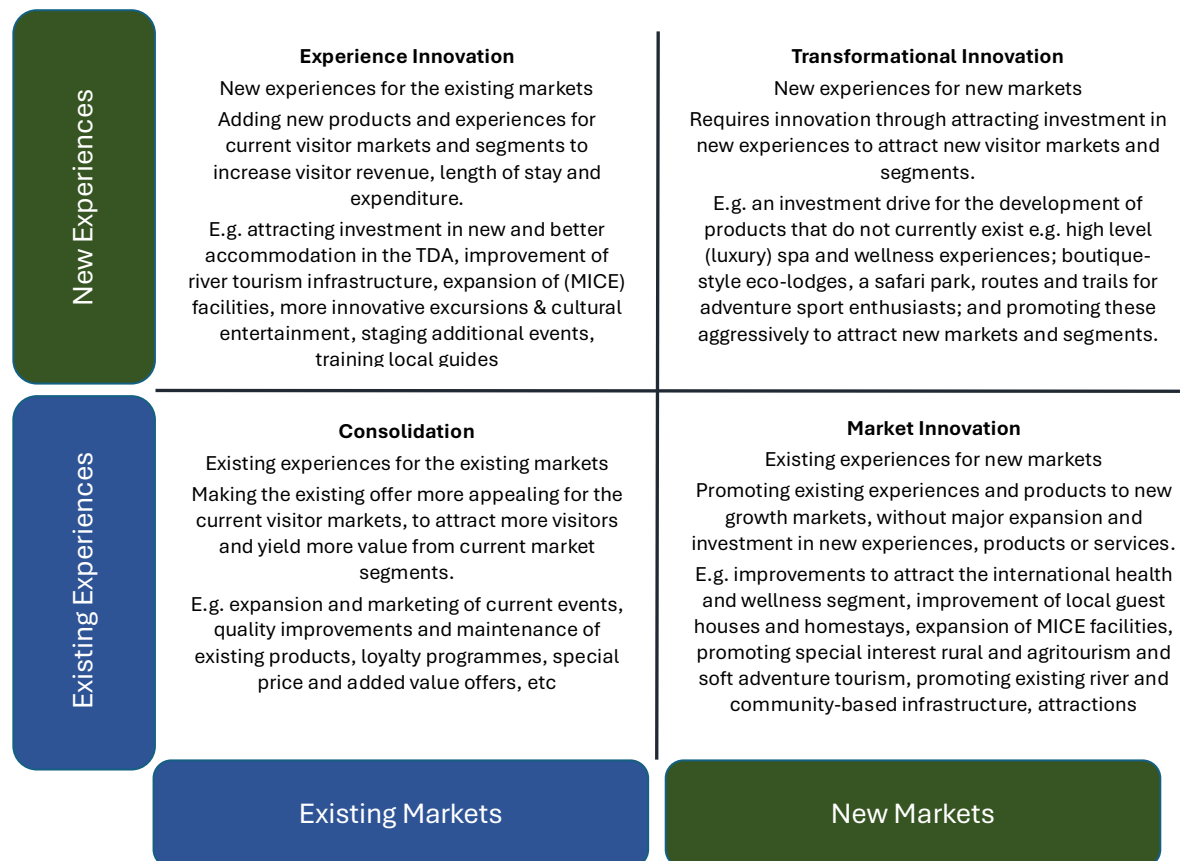 New Experiences
Experience Innovation
New experiences for the existing markets
Adding new products and experiences for
current visitor markets and segments to
increase visitor revenue, length of stay and
expenditure.
E.g. attracting investment in new and better
accommodation in the TDA, improvement of
river tourism infrastructure, expansion of (MICE)
facilities, more innovative excursions & cultural
entertainment, staging additional events,
training local guides
Transformational Innovation
New experiences for new markets
Requires innovation through attracting investment in
new experiences to attract new visitor markets and
segments.
E.g. an investment drive for the development of
products that do not currently exist e.g. high level
(luxury) spa and wellness experiences; boutique-
style eco-lodges, a safari park, routes and trails for
adventure sport enthusiasts; and promoting these
aggressively to attract new markets and segments.
Existing Experiences
Consolidation
Existing experiences for the existing markets
Making the existing offer more appealing for the
current visitor markets, to attract more visitors
and yield more value from current market
segments.
E.g. expansion and marketing of current events,
quality improvements and maintenance of
existing products, loyalty programmes, special
price and added value offers, etc
Market Innovation
Existing experiences for new markets
Promoting existing experiences and products to new
growth markets, without major expansion and
investment in new experiences, products or services.
E.g. improvements to attract the international health
and wellness segment, improvement of local guest
houses and homestays, expansion of MICE facilities,
promoting special interest rural and agritourism and
soft adventure tourism, promoting existing river and
community-based infrastructure, attractions
Existing Markets
New Markets